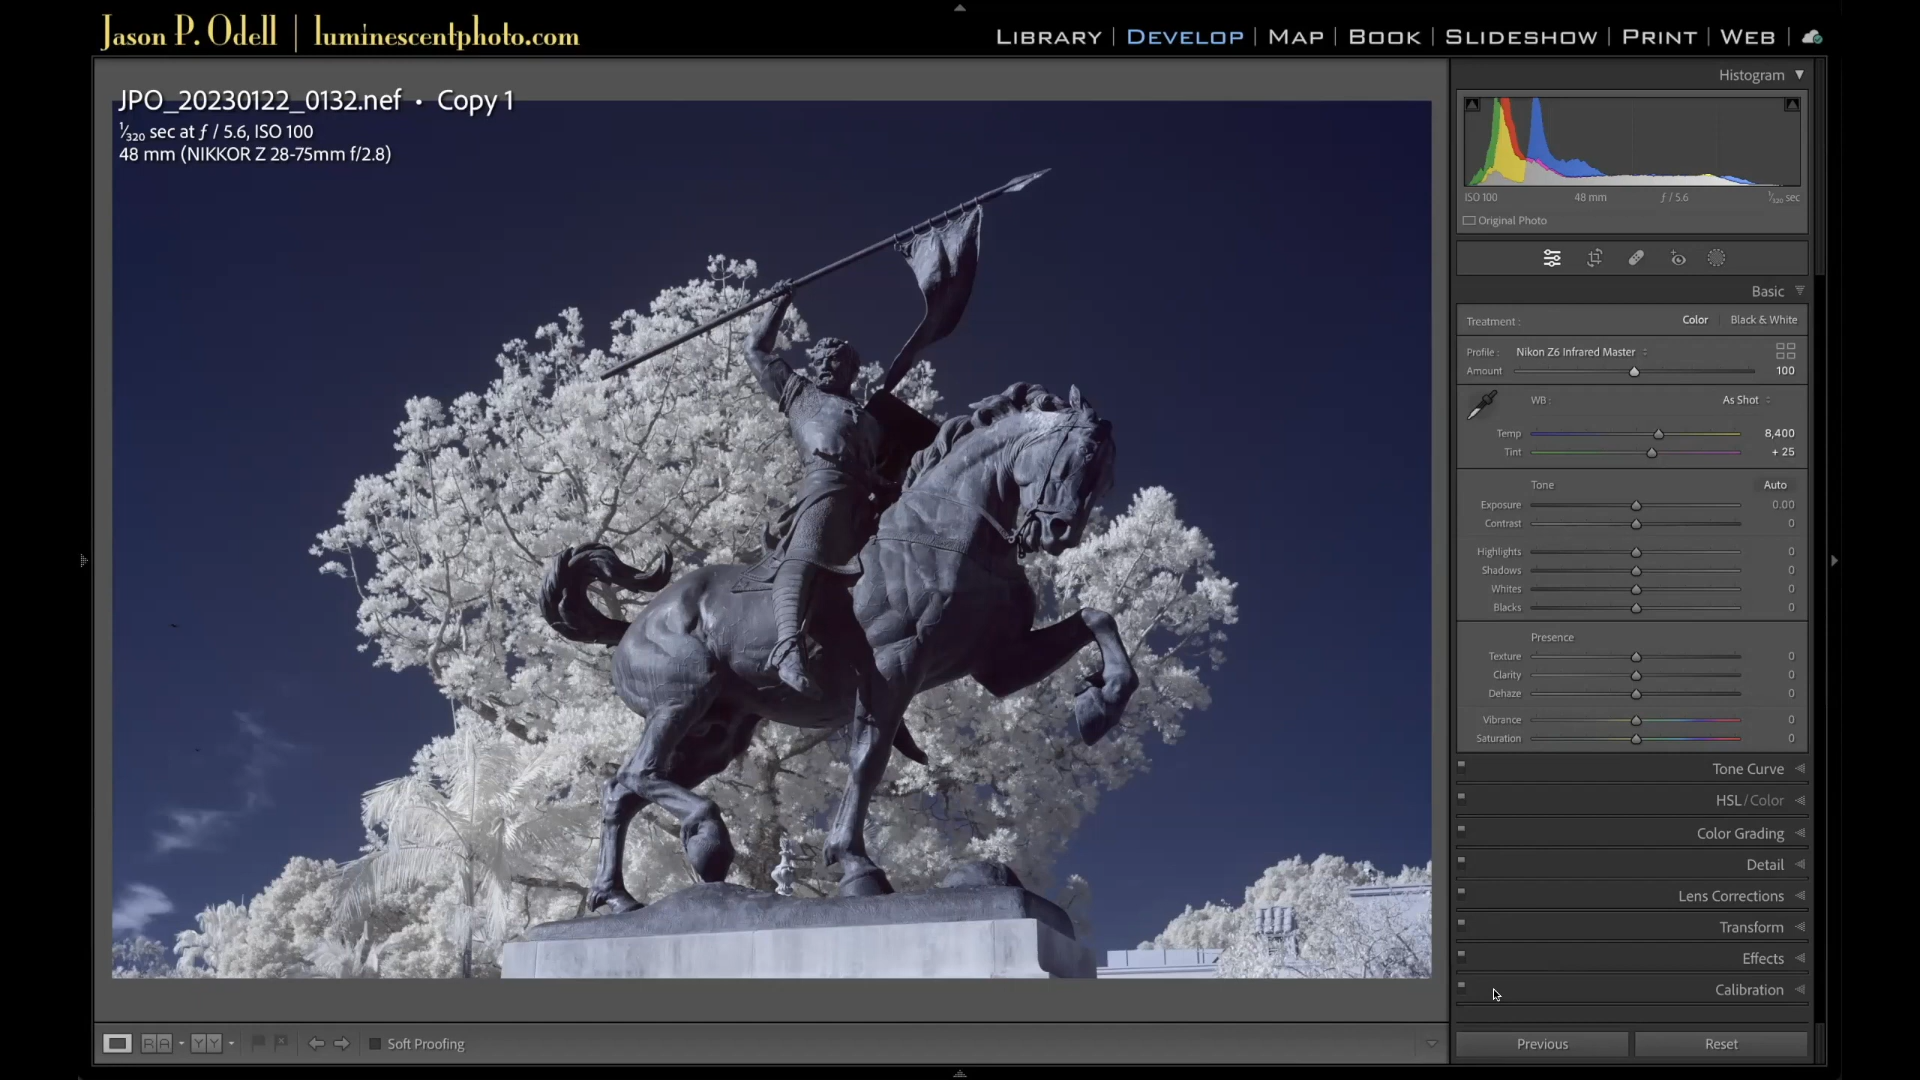 Jason P. Odell | luminescentphoto.com
LIBRARY | DEVELOP | MAP | BOOK | SLIDESHOW | PRINT | WEB
JPO_20230122_0132.nef • Copy 1
1/320 sec at ƒ / 5.6, ISO 100
48 mm (NIKKOR Z 28-75mm f/2.8)
Histogram
ISO 100 48 mm ƒ / 5.6 1/320 sec
Original Photo
Basic
Treatment : Color | Black & White
Profile : Nikon Z6 Infrared Master
Amount 100
WB : As Shot
Temp 8,400
Tint + 25
Tone Auto
Exposure 0.00
Contrast 0
Highlights 0
Shadows 0
Whites 0
Blacks 0
Presence
Texture 0
Clarity 0
Dehaze 0
Vibrance 0
Saturation 0
Tone Curve
HSL / Color
Color Grading
Detail
Lens Corrections
Transform
Effects
Calibration
RA YY Soft Proofing
Previous Reset